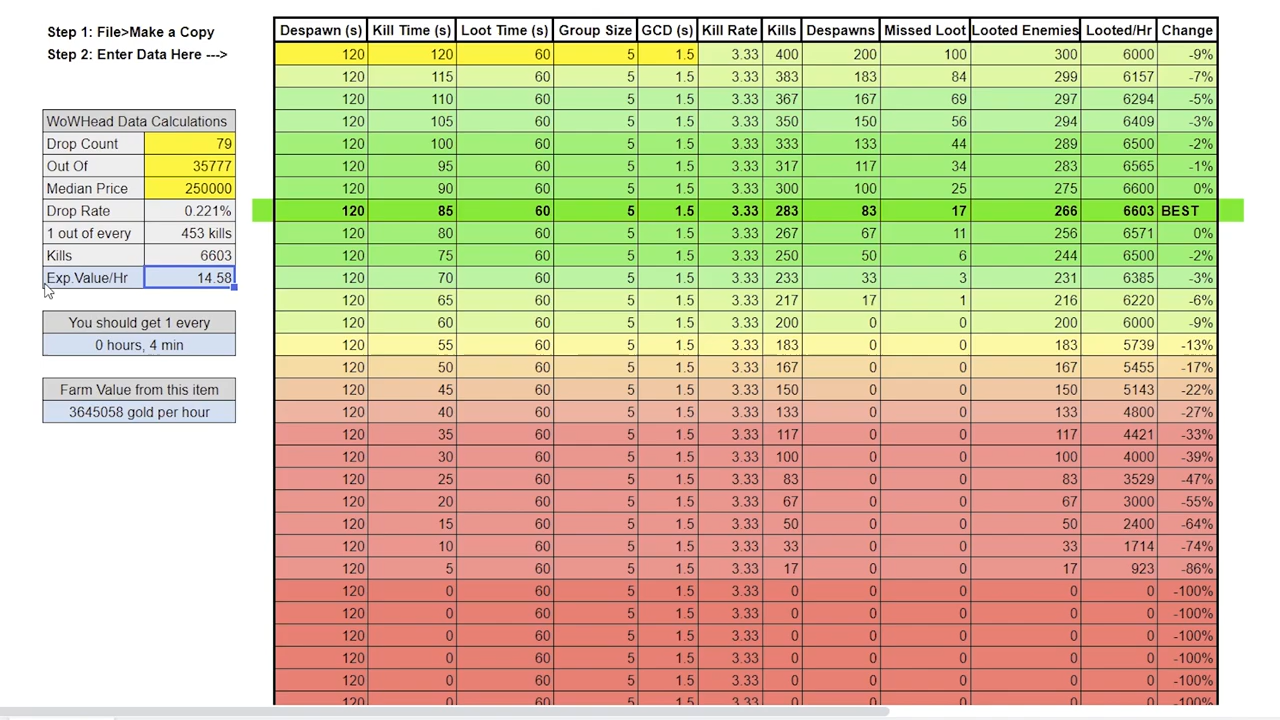 Step 1: File>Make a Copy
Step 2: Enter Data Here --->
WoWHead Data Calculations
Drop Count 79
Out Of 35777
Median Price 250000
Drop Rate 0.221%
1 out of every 453 kills
Kills 6603
Exp.Value/Hr 14.58
You should get 1 every
0 hours, 4 min
Farm Value from this item
3645058 gold per hour
Despawn (s) Kill Time (s) Loot Time (s) Group Size GCD (s) Kill Rate Kills Despawns Missed Loot Looted Enemies Looted/Hr Change
120 120 60 5 1.5 3.33 400 200 100 300 6000 -9%
120 115 60 5 1.5 3.33 383 183 84 299 6157 -7%
120 110 60 5 1.5 3.33 367 167 69 297 6294 -5%
120 105 60 5 1.5 3.33 350 150 56 294 6409 -3%
120 100 60 5 1.5 3.33 333 133 44 289 6500 -2%
120 95 60 5 1.5 3.33 317 117 34 283 6565 -1%
120 90 60 5 1.5 3.33 300 100 25 275 6600 0%
120 85 60 5 1.5 3.33 283 83 17 266 6603 BEST
120 80 60 5 1.5 3.33 267 67 11 256 6571 0%
120 75 60 5 1.5 3.33 250 50 6 244 6500 -2%
120 70 60 5 1.5 3.33 233 33 3 231 6385 -3%
120 65 60 5 1.5 3.33 217 17 1 216 6220 -6%
120 60 60 5 1.5 3.33 200 0 0 200 6000 -9%
120 55 60 5 1.5 3.33 183 0 0 183 5739 -13%
120 50 60 5 1.5 3.33 167 0 0 167 5455 -17%
120 45 60 5 1.5 3.33 150 0 0 150 5143 -22%
120 40 60 5 1.5 3.33 133 0 0 133 4800 -27%
120 35 60 5 1.5 3.33 117 0 0 117 4421 -33%
120 30 60 5 1.5 3.33 100 0 0 100 4000 -39%
120 25 60 5 1.5 3.33 83 0 0 83 3529 -47%
120 20 60 5 1.5 3.33 67 0 0 67 3000 -55%
120 15 60 5 1.5 3.33 50 0 0 50 2400 -64%
120 10 60 5 1.5 3.33 33 0 0 33 1714 -74%
120 5 60 5 1.5 3.33 17 0 0 17 923 -86%
120 0 60 5 1.5 3.33 0 0 0 0 0 -100%
120 0 60 5 1.5 3.33 0 0 0 0 0 -100%
120 0 60 5 1.5 3.33 0 0 0 0 0 -100%
120 0 60 5 1.5 3.33 0 0 0 0 0 -100%
120 0 60 5 1.5 3.33 0 0 0 0 0 -100%
120 0 60 5 1.5 3.33 0 0 0 0 0 -100%